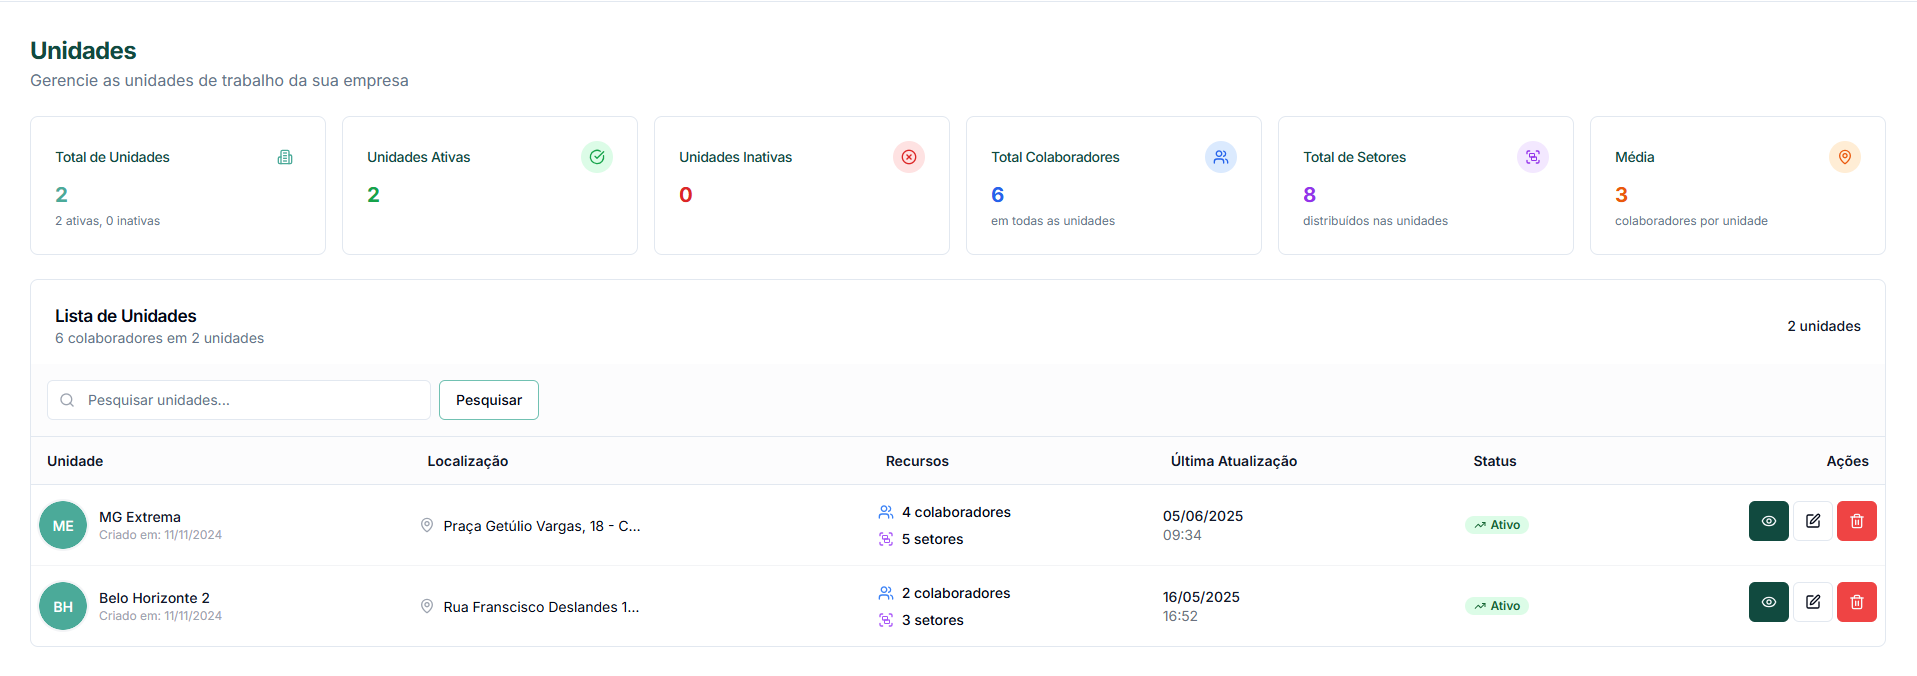 Unidades
Gerencie as unidades de trabalho da sua empresa
Total de Unidades
2
2 ativas, 0 inativas
Unidades Ativas
2
Unidades Inativas
0
Total Colaboradores
6
em todas as unidades
Total de Setores
8
distribuídos nas unidades
Média
3
colaboradores por unidade
Lista de Unidades
6 colaboradores em 2 unidades
2 unidades
Pesquisar unidades...
Pesquisar
Unidade Localização Recursos Última Atualização Status Ações
ME
MG Extrema
Criado em: 11/11/2024
Praça Getúlio Vargas, 18 - C...
4 colaboradores
5 setores
05/06/2025
09:34
Ativo
BH
Belo Horizonte 2
Criado em: 11/11/2024
Rua Franscisco Deslandes 1...
2 colaboradores
3 setores
16/05/2025
16:52
Ativo